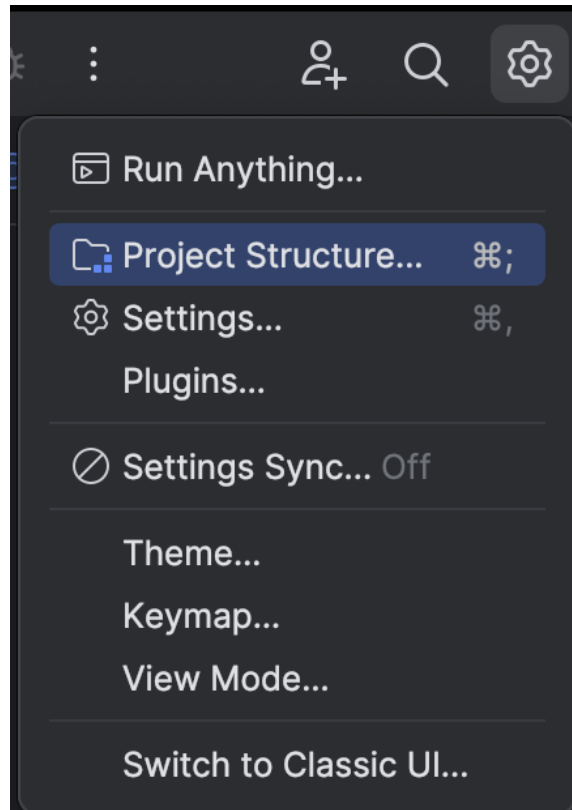 Run Anything...
Project Structure... ⌘;
Settings... ⌘,
Plugins...
Settings Sync... Off
Theme...
Keymap...
View Mode...
Switch to Classic UI...